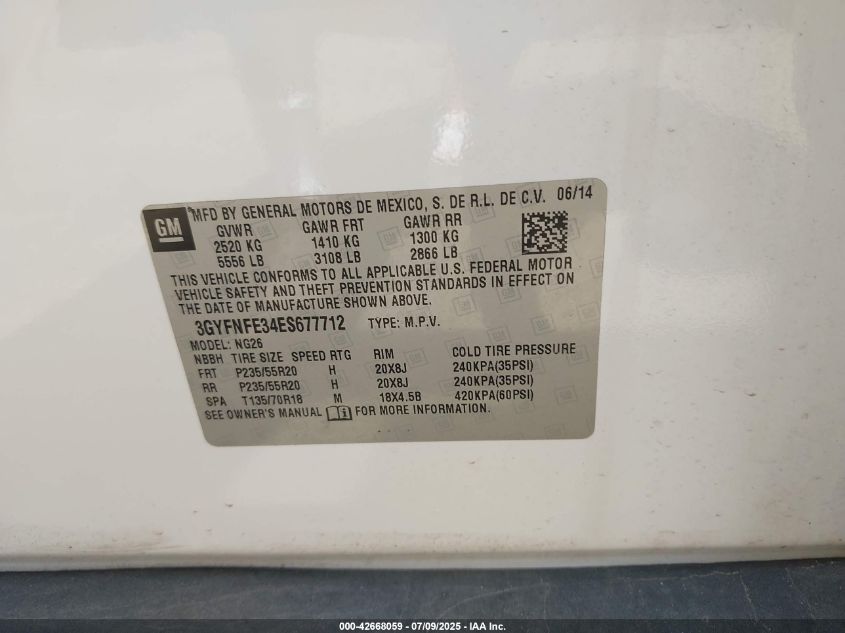 GM
MFD BY GENERAL MOTORS DE MEXICO, S. DE R.L. DE C.V. 06/14
GVWR GAWR FRT GAWR RR
2520 KG 1410 KG 1300 KG
5556 LB 3108 LB 2866 LB
THIS VEHICLE CONFORMS TO ALL APPLICABLE U.S. FEDERAL MOTOR
VEHICLE SAFETY AND THEFT PREVENTION STANDARDS IN EFFECT ON
THE DATE OF MANUFACTURE SHOWN ABOVE.
3GYFNFE34ES677712 TYPE: M.P.V.
MODEL: NG26
NBBH TIRE SIZE SPEED RTG RIM COLD TIRE PRESSURE
FRT P235/55R20 H 20X8J 240KPA(35PSI)
RR P235/55R20 H 20X8J 240KPA(35PSI)
SPA T135/70R18 M 18X4.5B 420KPA(60PSI)
SEE OWNER'S MANUAL FOR MORE INFORMATION.
000-42668059 | 07/09/2025 - IAA Inc.